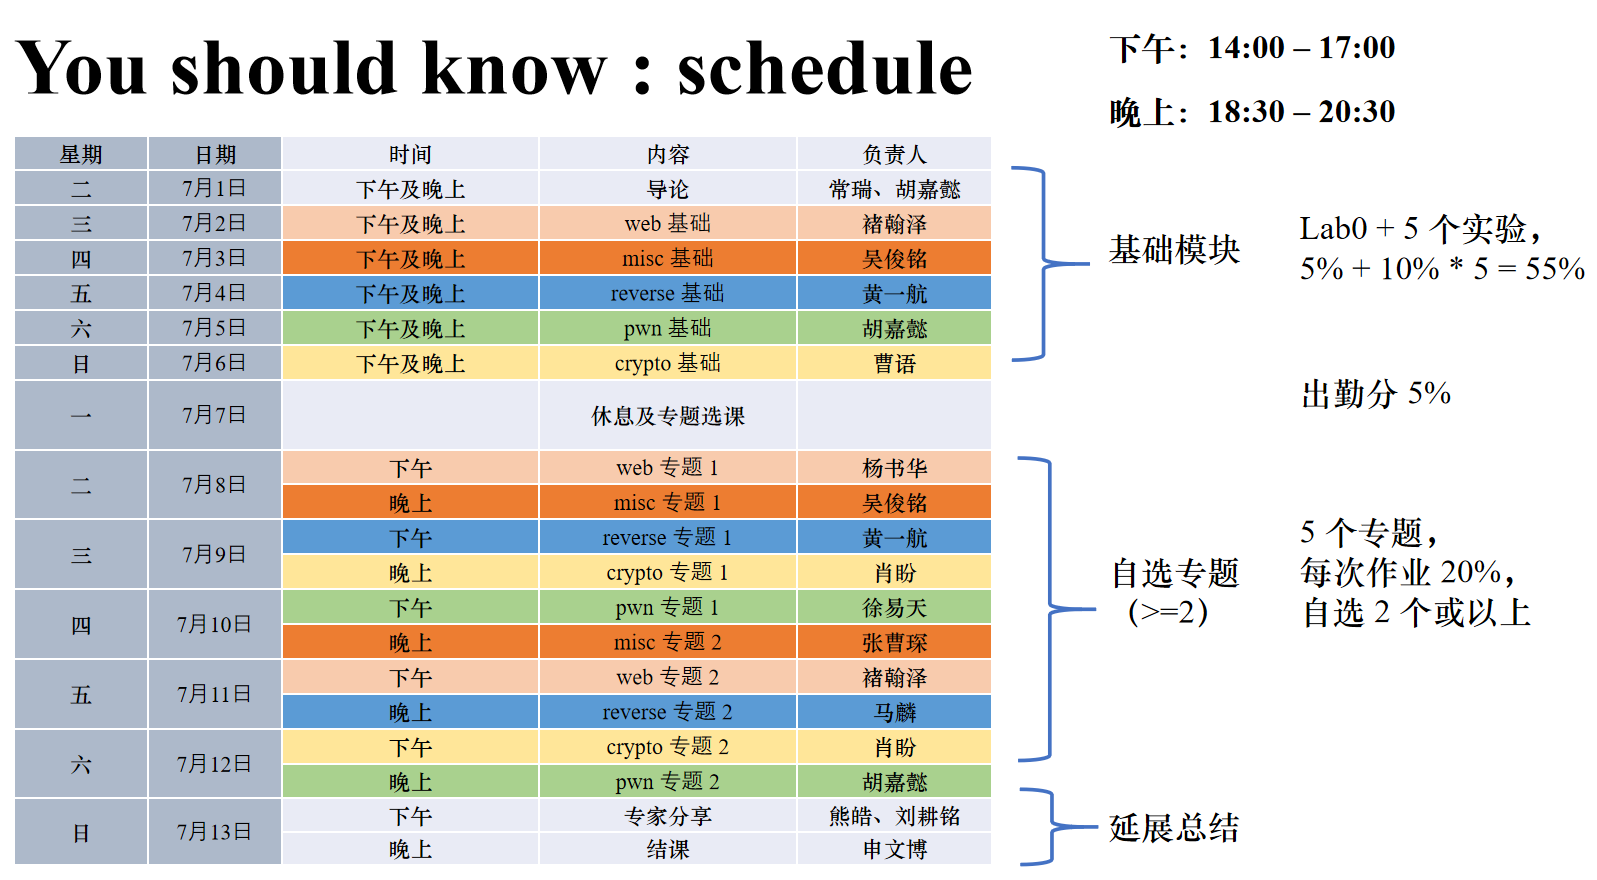 You should know : schedule
下午：14:00 – 17:00
晚上：18:30 – 20:30
星期 日期 时间 内容 负责人
二 7月1日 下午及晚上 导论 常瑞、胡嘉懿
三 7月2日 下午及晚上 web 基础 褚翰泽
四 7月3日 下午及晚上 misc 基础 吴俊铭
五 7月4日 下午及晚上 reverse 基础 黄一航
六 7月5日 下午及晚上 pwn 基础 胡嘉懿
日 7月6日 下午及晚上 crypto 基础 曹语
一 7月7日 休息及专题选课
二 7月8日 下午 web 专题 1 杨书华
晚上 misc 专题 1 吴俊铭
三 7月9日 下午 reverse 专题 1 黄一航
晚上 crypto 专题 1 肖盼
四 7月10日 下午 pwn 专题 1 徐易天
晚上 misc 专题 2 张曹琛
五 7月11日 下午 web 专题 2 褚翰泽
晚上 reverse 专题 2 马麟
六 7月12日 下午 crypto 专题 2 肖盼
晚上 pwn 专题 2 胡嘉懿
日 7月13日 下午 专家分享 熊皓、刘耕铭
晚上 结课 申文博
基础模块
Lab0 + 5 个实验，
5% + 10% * 5 = 55%
出勤分 5%
自选专题
（>=2）
5 个专题，
每次作业 20%，
自选 2 个或以上
延展总结